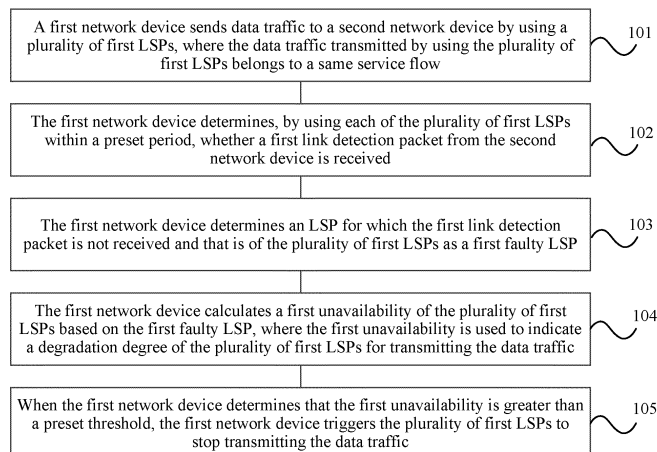 A first network device sends data traffic to a second network device by using a
plurality of first LSPs, where the data traffic transmitted by using the plurality of
first LSPs belongs to a same service flow
101
The first network device determines, by using each of the plurality of first LSPs
within a preset period, whether a first link detection packet from the second
network device is received
102
The first network device determines an LSP for which the first link detection
packet is not received and that is of the plurality of first LSPs as a first faulty LSP
103
The first network device calculates a first unavailability of the plurality of first
LSPs based on the first faulty LSP, where the first unavailability is used to indicate
a degradation degree of the plurality of first LSPs for transmitting the data traffic
104
When the first network device determines that the first unavailability is greater than
a preset threshold, the first network device triggers the plurality of first LSPs to
stop transmitting the data traffic
105